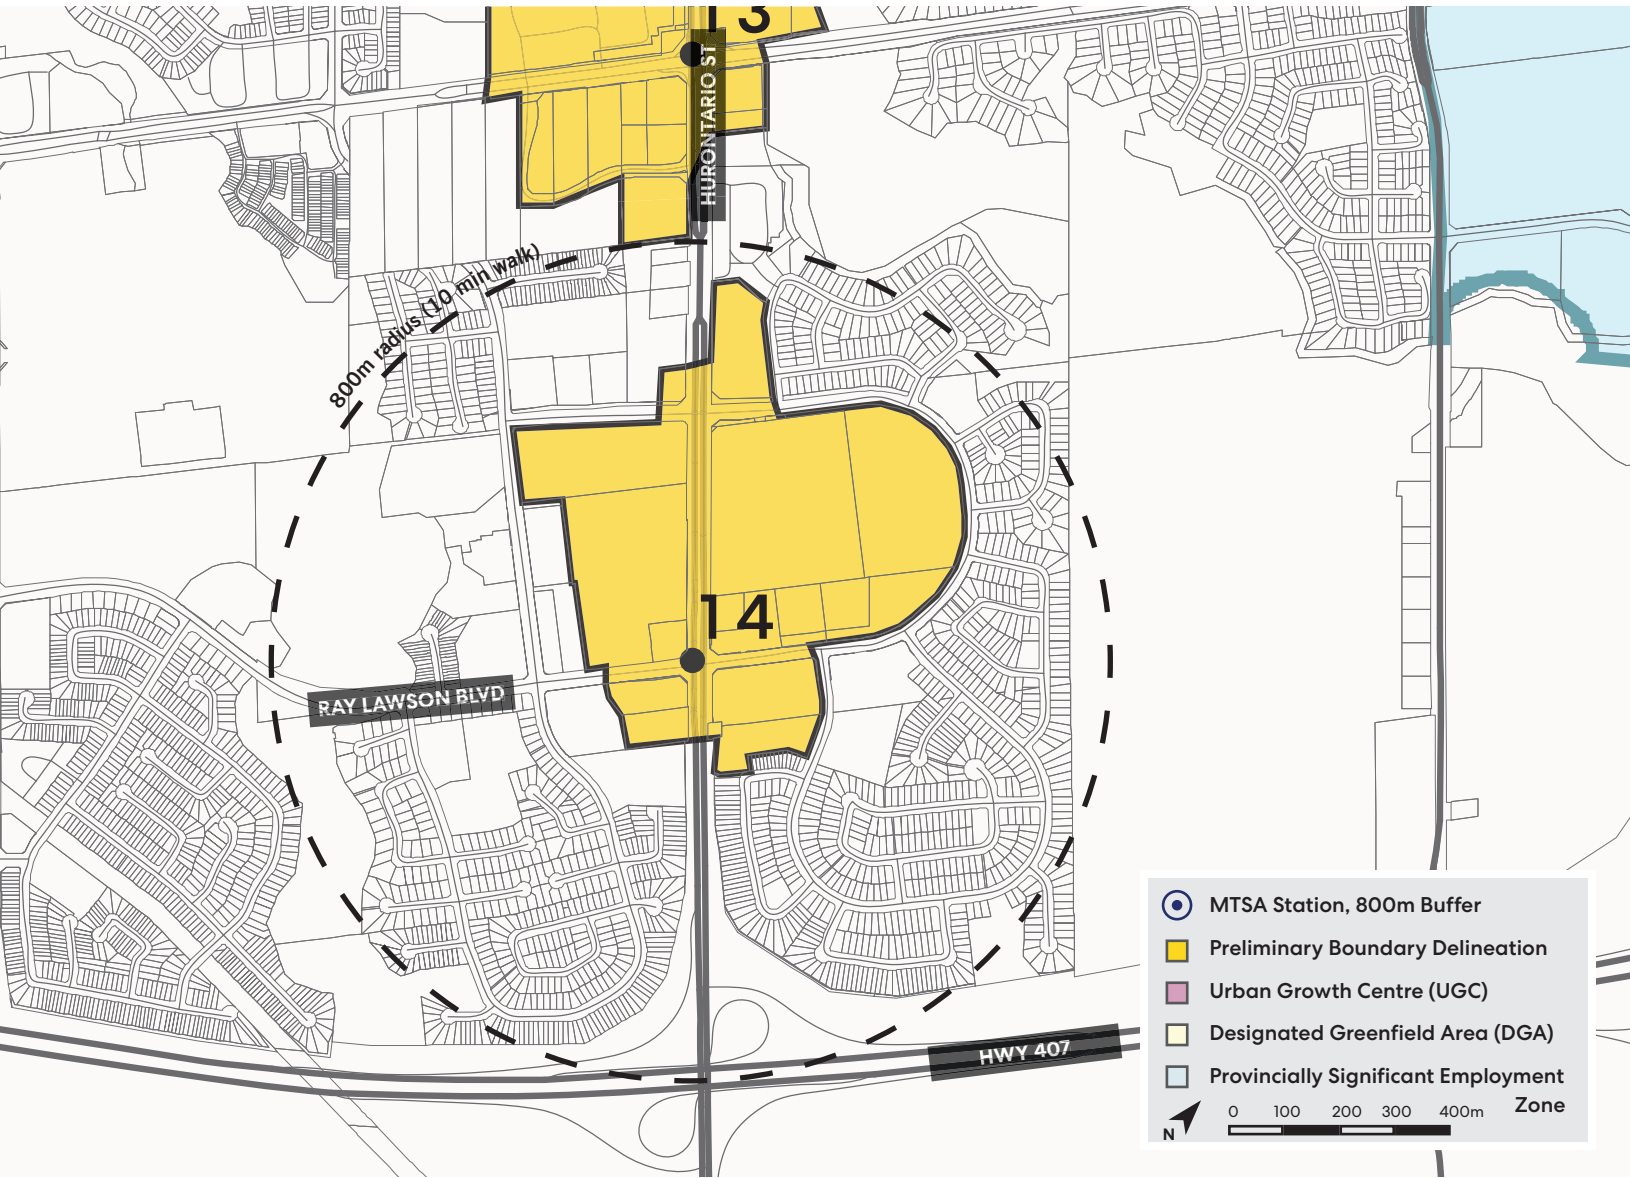 13
HURONTARIO ST
800m radius (10 min walk)
14
RAY LAWSON BLVD
HWY 407
MTSA Station, 800m Buffer
Preliminary Boundary Delineation
Urban Growth Centre (UGC)
Designated Greenfield Area (DGA)
Provincially Significant Employment
Zone
N
0 100 200 300 400m